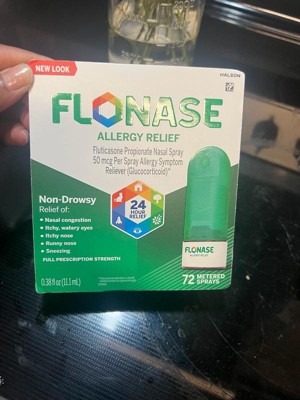 NEW LOOK
HALEON
FLONASE
ALLERGY RELIEF
Fluticasone Propionate Nasal Spray
50 mcg Per Spray Allergy Symptom
Reliever (Glucocorticoid)*
Non-Drowsy
Relief of:
• Nasal congestion
• Itchy, watery eyes
• Itchy nose
• Runny nose
• Sneezing
FULL PRESCRIPTION STRENGTH
24
HOUR
RELIEF
FLONASE
ALLERGY RELIEF
0.38 fl oz (11.1 mL)
72 METERED
SPRAYS